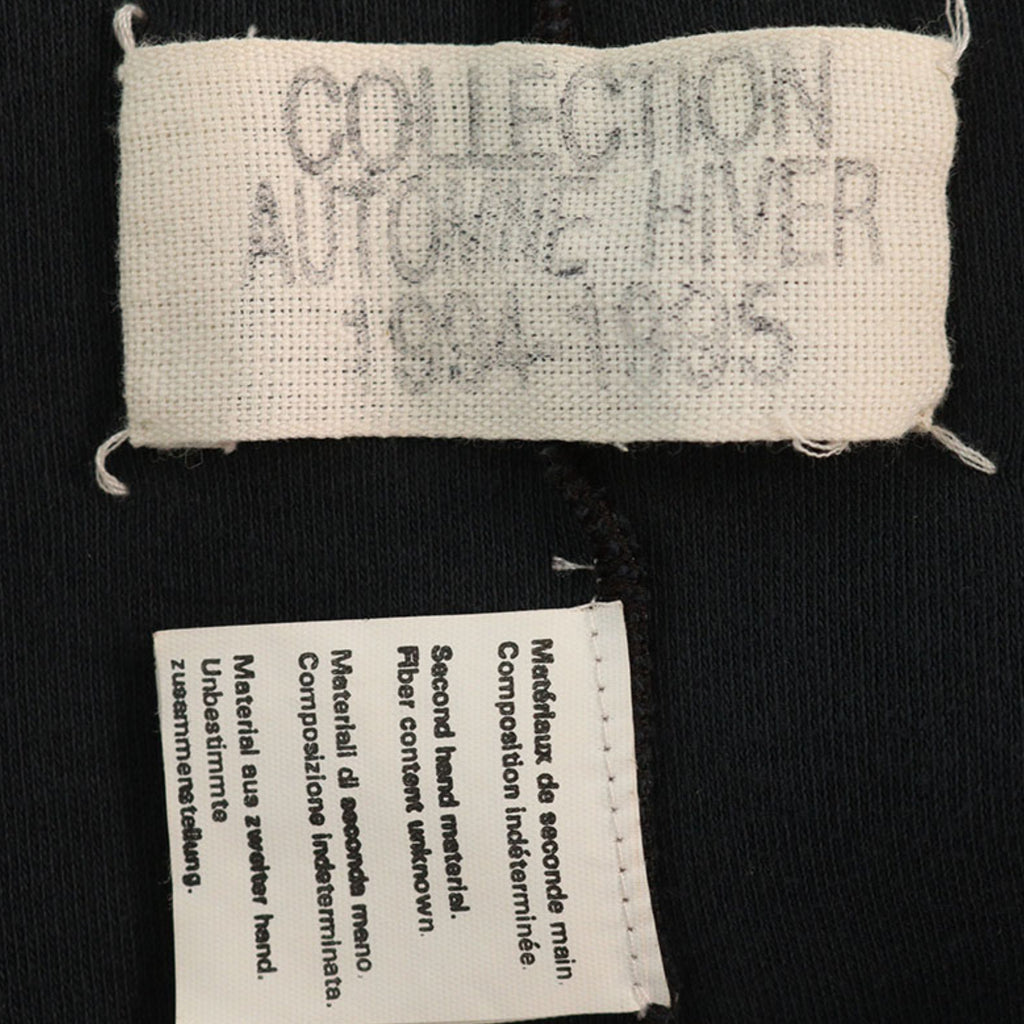 COLLECTION
AUTOMNE HIVER
1994-1995
Matériaux de seconde main.
Composition indéterminée.
Second hand material.
Fiber content unknown.
Materiali di seconda mano.
Composizione indeterminata.
Material aus zweiter hand.
Unbestimmte
zusammenstellung.